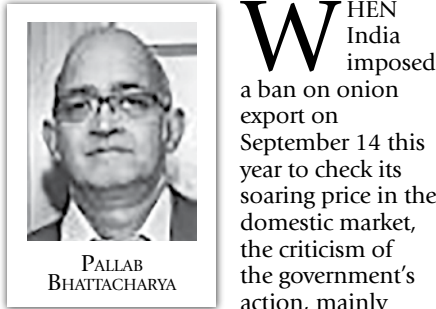 PALLAB
BHATTACHARYA
WHEN
India
imposed
a ban on onion
export on
September 14 this
year to check its
soaring price in the
domestic market,
the criticism of
the government's
action, mainly